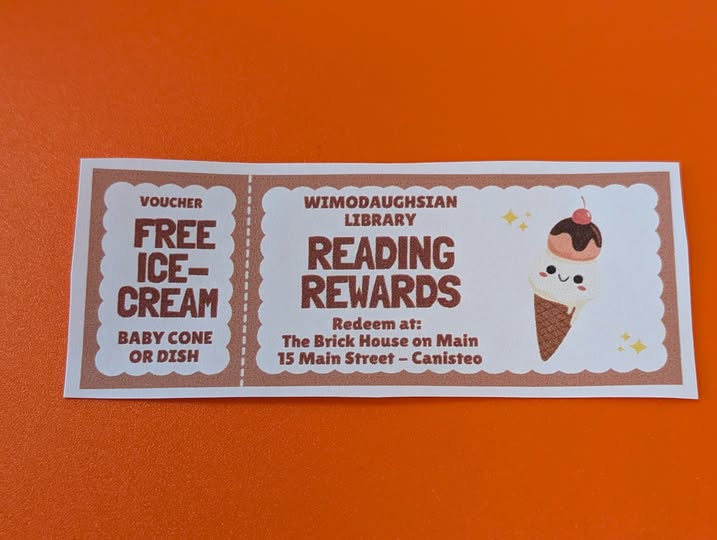 VOUCHER
FREE
ICE-
CREAM
BABY CONE
OR DISH
WIMODAUGHSIAN
LIBRARY
READING
REWARDS
Redeem at:
The Brick House on Main
15 Main Street - Canisteo